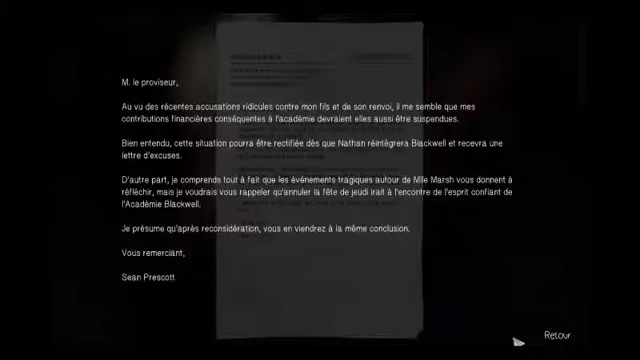 M. le proviseur,
Au vu des récentes accusations ridicules contre mon fils et de son renvoi, il me semble que mes
contributions financières conséquentes à l'académie devraient elles aussi être suspendues.
Bien entendu, cette situation pourra être rectifiée dès que Nathan réintègrera Blackwell et recevra une
lettre d'excuses.
D'autre part, je comprends tout à fait que les événements tragiques autour de Mlle Marsh vous donnent à
réfléchir, mais je voudrais vous rappeler qu'annuler la fête de jeudi irait à l'encontre de l'esprit confiant de
l'Académie Blackwell.
Je présume qu'après reconsidération, vous en viendrez à la même conclusion.
Vous remerciant,
Sean Prescott
Retour